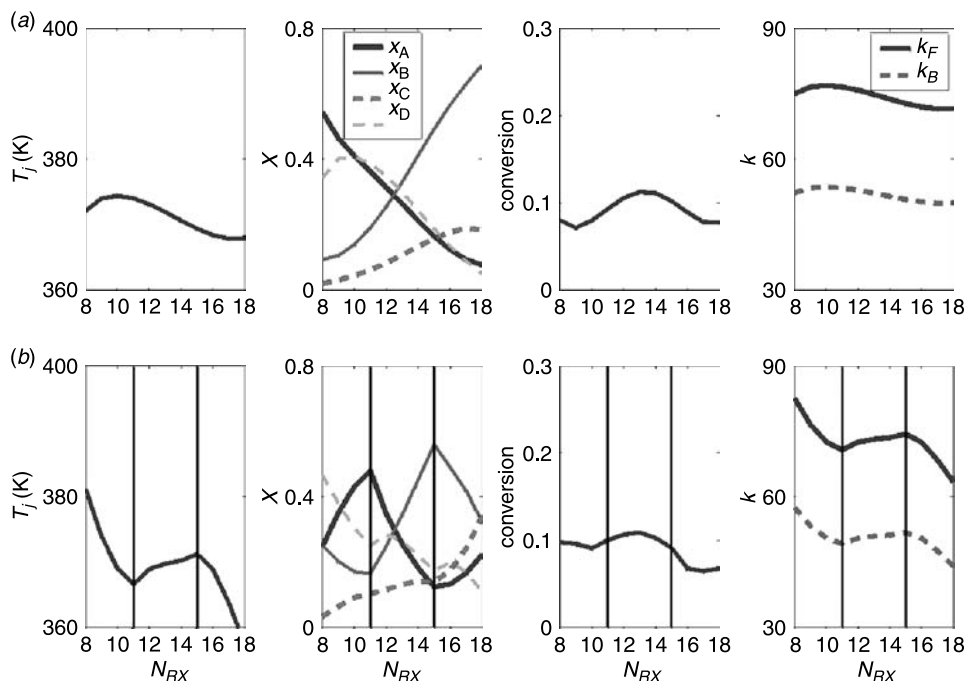 (a)
400
380
360
T_j (K)
8 10 12 14 16 18
0.8
0.4
0
X
x_A
x_B
x_C
x_D
8 10 12 14 16 18
0.3
0.2
0.1
0
conversion
8 10 12 14 16 18
90
60
30
k
k_F
k_B
8 10 12 14 16 18
(b)
400
380
360
T_j (K)
8 10 12 14 16 18
N_RX
0.8
0.4
0
X
8 10 12 14 16 18
N_RX
0.3
0.2
0.1
0
conversion
8 10 12 14 16 18
N_RX
90
60
30
k
8 10 12 14 16 18
N_RX